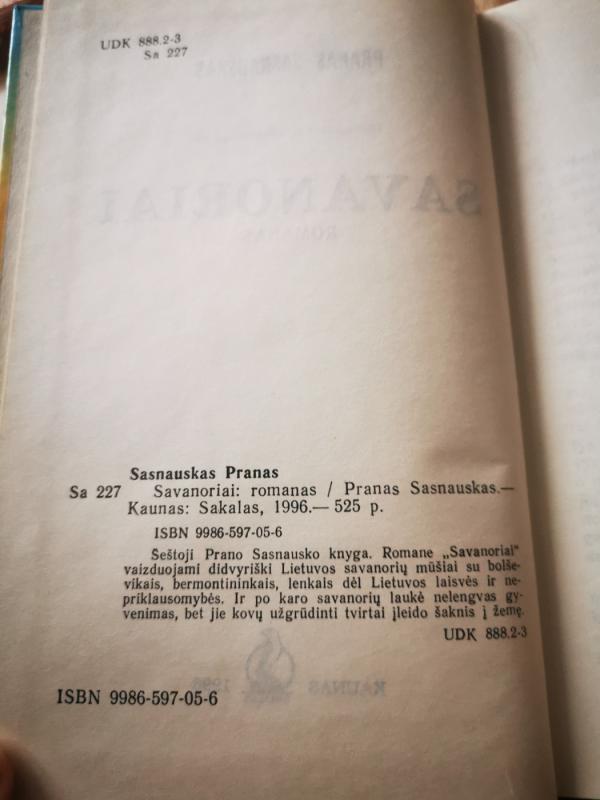 UDK 888.2-3
Sa 227
Sasnauskas Pranas
Sa 227 Savanoriai: romanas / Pranas Sasnauskas.—
Kaunas: Sakalas, 1996.— 525 p.
ISBN 9986-597-05-6
Šeštoji Prano Sasnausko knyga. Romane „Savanoriai"
vaizduojami didvyriški Lietuvos savanorių mūšiai su bolše-
vikais, bermontininkais, lenkais dėl Lietuvos laisvės ir ne-
priklausomybės. Ir po karo savanorių laukė nelengvas gy-
venimas, bet jie kovų užgrūdinti tvirtai įleido šaknis į žemę.
UDK 888.2-3
ISBN 9986-597-05-6